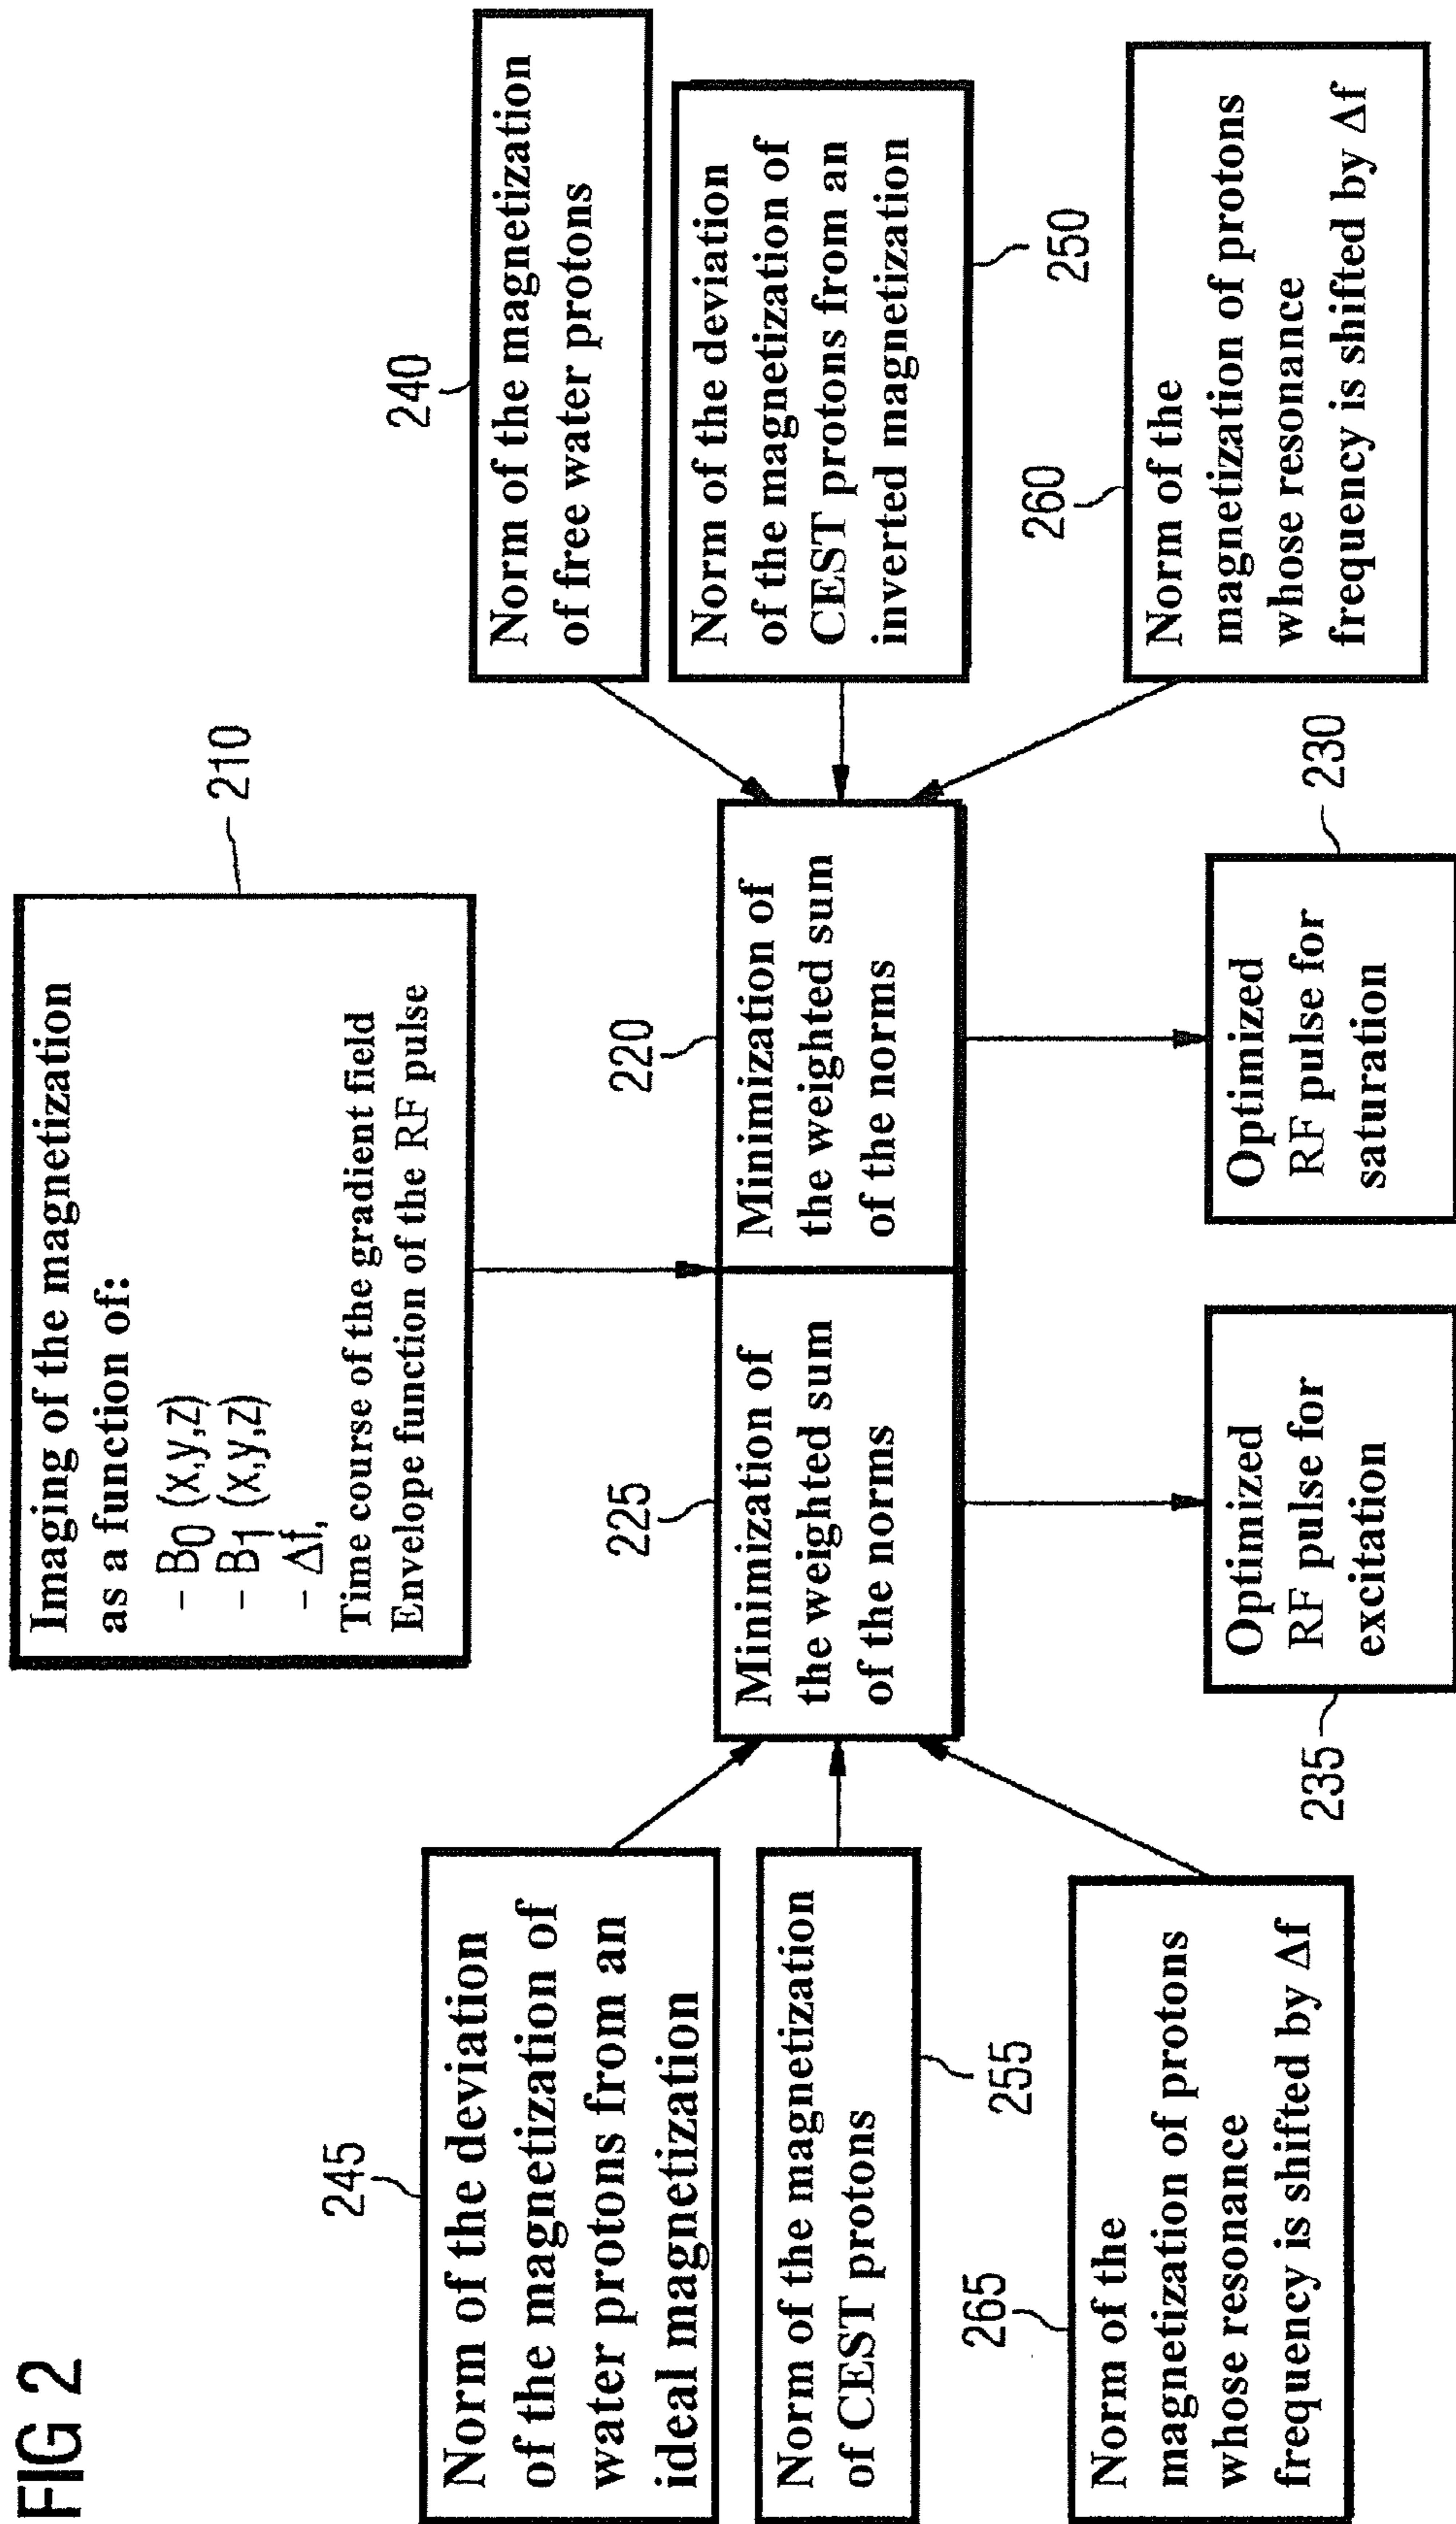 FIG 2
210
Imaging of the magnetization
as a function of:
– B0 (x,y,z)
– B1 (x,y,z)
– Δf,
Time course of the gradient field
Envelope function of the RF pulse
245
Norm of the deviation
of the magnetization of
water protons from an
ideal magnetization
255
Norm of the magnetization
of CEST protons
265
Norm of the
magnetization of protons
whose resonance
frequency is shifted by Δf
225
Minimization of
the weighted sum
of the norms
220
Minimization of
the weighted sum
of the norms
240
Norm of the magnetization
of free water protons
250
Norm of the deviation
of the magnetization of
CEST protons from an
inverted magnetization
260
Norm of the
magnetization of protons
whose resonance
frequency is shifted by Δf
235
Optimized
RF pulse for
excitation
230
Optimized
RF pulse for
saturation